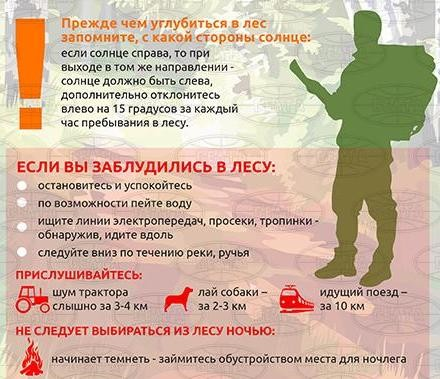 Прежде чем углубиться в лес
запомните, с какой стороны солнце:
если солнце справа, то при
выходе в том же направлении -
солнце должно быть слева,
дополнительно отклонитесь
влево на 15 градусов за каждый
час пребывания в лесу.
ЕСЛИ ВЫ ЗАБЛУДИЛИСЬ В ЛЕСУ:
остановитесь и успокойтесь
по возможности пейте воду
ищите линии электропередач, просеки, тропинки -
обнаружив, идите вдоль
следуйте вниз по течению реки, ручья
ПРИСЛУШИВАЙТЕСЬ:
шум трактора
слышно за 3-4 км
лай собаки –
за 2-3 км
идущий поезд –
за 10 км
НЕ СЛЕДУЕТ ВЫБИРАТЬСЯ ИЗ ЛЕСУ НОЧЬЮ:
начинает темнеть - займитесь обустройством места для ночлега